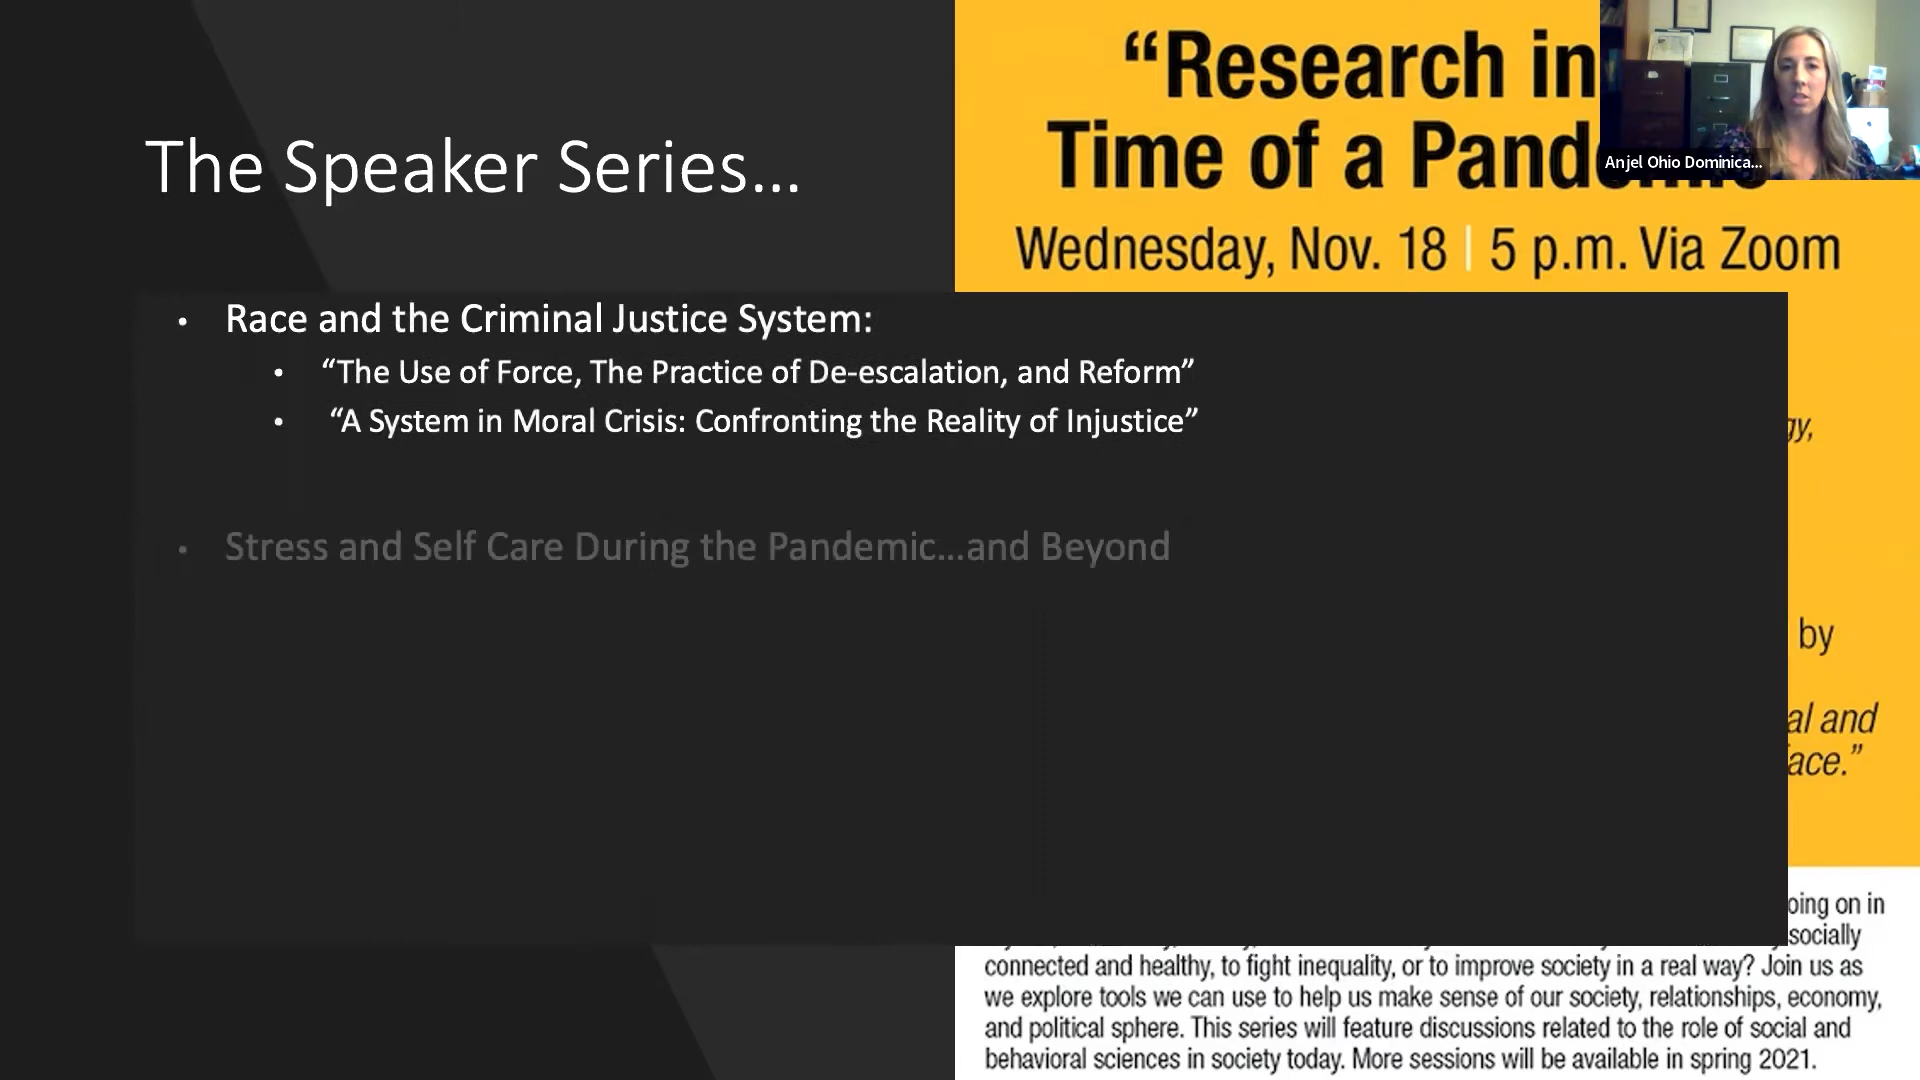 The Speaker Series...
• Race and the Criminal Justice System:
• “The Use of Force, The Practice of De-escalation, and Reform”
• “A System in Moral Crisis: Confronting the Reality of Injustice”
• Stress and Self Care During the Pandemic...and Beyond
“Research in
Time of a
Wednesday, Nov. 18 | 5 p.m. Via Zoom
Anjel Ohio Dominica...
by
and
going on in
socially
connected and healthy, to fight inequality, or to improve society in a real way? Join us as
we explore tools we can use to help us make sense of our society, relationships, economy,
and political sphere. This series will feature discussions related to the role of social and
behavioral sciences in society today. More sessions will be available in spring 2021.